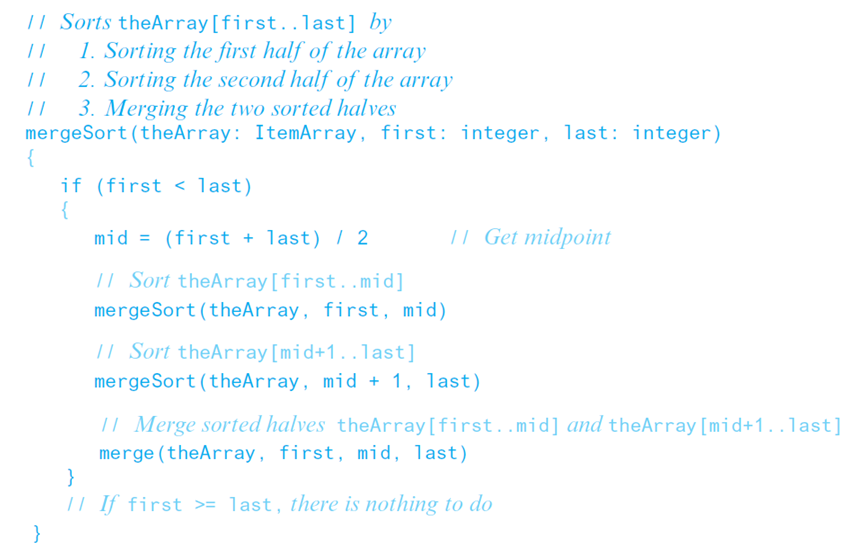 // Sorts theArray[first..last] by
// 1. Sorting the first half of the array
// 2. Sorting the second half of the array
// 3. Merging the two sorted halves
mergeSort(theArray: ItemArray, first: integer, last: integer)
{
if (first < last)
{
mid = (first + last) / 2 // Get midpoint
// Sort theArray[first..mid]
mergeSort(theArray, first, mid)
// Sort theArray[mid+1..last]
mergeSort(theArray, mid + 1, last)
// Merge sorted halves theArray[first..mid] and theArray[mid+1..last]
merge(theArray, first, mid, last)
}
// If first >= last, there is nothing to do
}